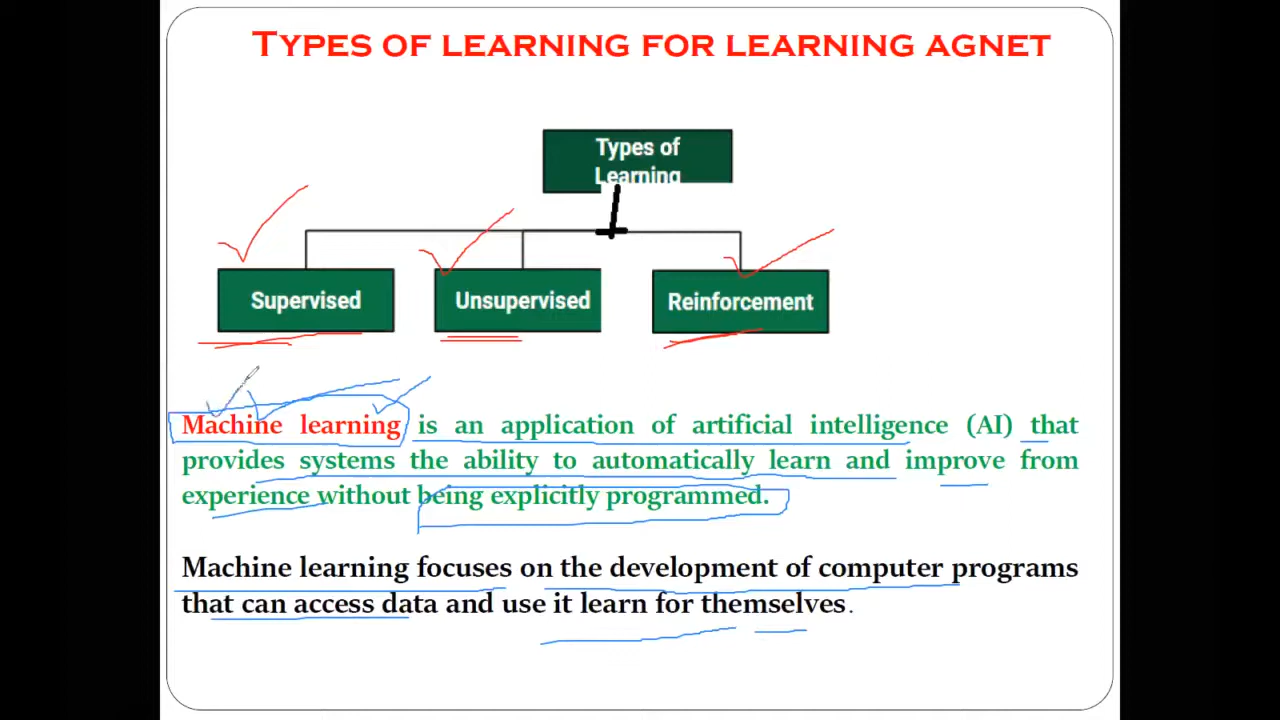 TYPES OF LEARNING FOR LEARNING AGNET
Types of
Learning
Supervised
Unsupervised
Reinforcement
Machine learning is an application of artificial intelligence (AI) that
provides systems the ability to automatically learn and improve from
experience without being explicitly programmed.
Machine learning focuses on the development of computer programs
that can access data and use it learn for themselves.